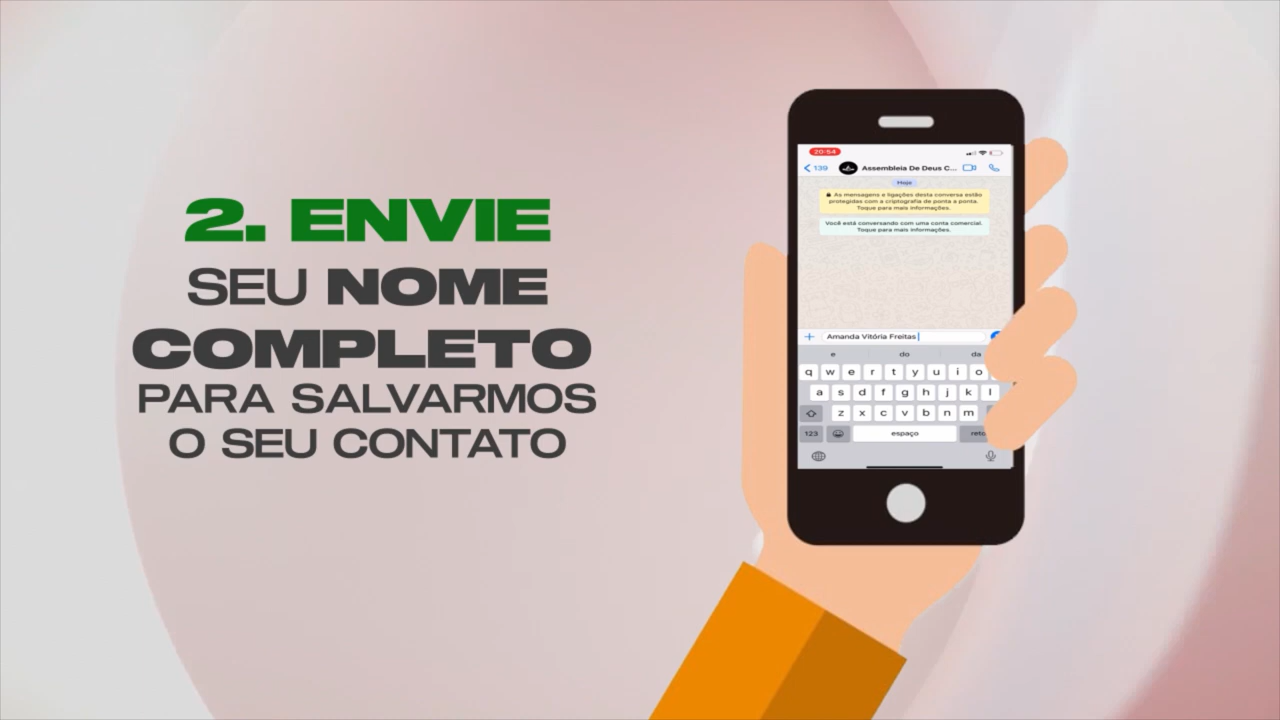 2. ENVIE
SEU NOME
COMPLETO
PARA SALVARMOS
O SEU CONTATO
20:54
139
Assembleia De Deus C...
Hoje
As mensagens e ligações desta conversa estão
protegidas com a criptografia de ponta a ponta.
Toque para mais informações.
Você está conversando com uma conta comercial.
Toque para mais informações.
Amanda Vitória Freitas
e do da
q w e r t y u i o
a s d f g h j k l
z x c v b n m
123 espaço reto